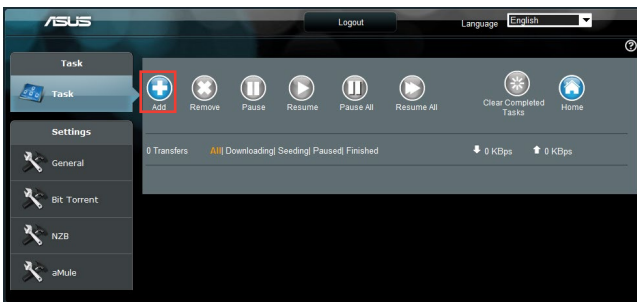 ASUS
Logout
Language English
?
Task
Task
Settings
General
Bit Torrent
NZB
aMule
Add
Remove
Pause
Resume
Pause All
Resume All
Clear Completed
Tasks
Home
0 Transfers All| Downloading| Seeding| Paused| Finished 0 KBps 0 KBps